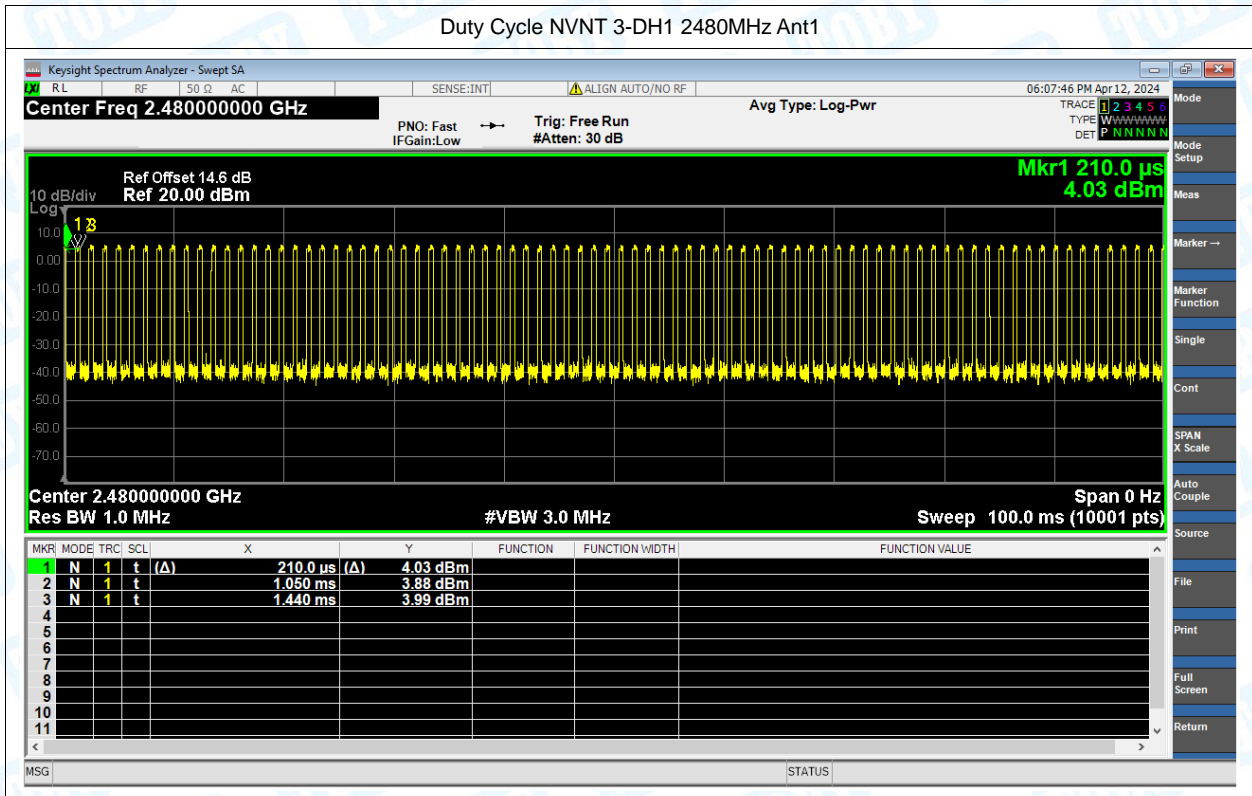 Duty Cycle NVNT 3-DH1 2480MHz Ant1
Keysight Spectrum Analyzer - Swept SA
LXI RL RF 50 Ω AC SENSE:INT ALIGN AUTO/NO RF 06:07:46 PM Apr 12, 2024
Center Freq 2.480000000 GHz
PNO: Fast
IFGain:Low
Trig: Free Run
#Atten: 30 dB
Avg Type: Log-Pwr
TRACE 1 2 3 4 5 6
TYPE WWWWWWW
DET P N N N N N
Mkr1 210.0 µs
4.03 dBm
Ref Offset 14.6 dB
10 dB/div Ref 20.00 dBm
Log
1 2 3
10.0
0.00
-10.0
-20.0
-30.0
-40.0
-50.0
-60.0
-70.0
Center 2.480000000 GHz Span 0 Hz
Res BW 1.0 MHz #VBW 3.0 MHz Sweep 100.0 ms (10001 pts)
MKR MODE TRC SCL X Y FUNCTION FUNCTION WIDTH FUNCTION VALUE
1 N 1 t (Δ) 210.0 µs (Δ) 4.03 dBm
2 N 1 t 1.050 ms 3.88 dBm
3 N 1 t 1.440 ms 3.99 dBm
4
5
6
7
8
9
10
11
MSG STATUS
Mode
Mode
Setup
Meas
Marker →
Marker
Function
Single
Cont
SPAN
X Scale
Auto
Couple
Source
File
Print
Full
Screen
Return
TOBY